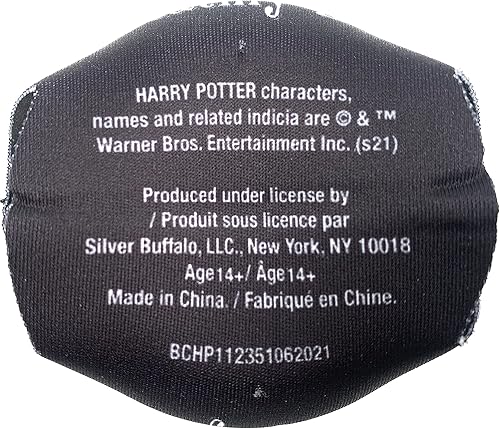 HARRY POTTER characters,
names and related indicia are © & ™
Warner Bros. Entertainment Inc. (s21)
Produced under license by
/ Produit sous licence par
Silver Buffalo, LLC., New York, NY 10018
Age14+/ Âge14+
Made in China. / Fabriqué en Chine.
BCHP112351062021